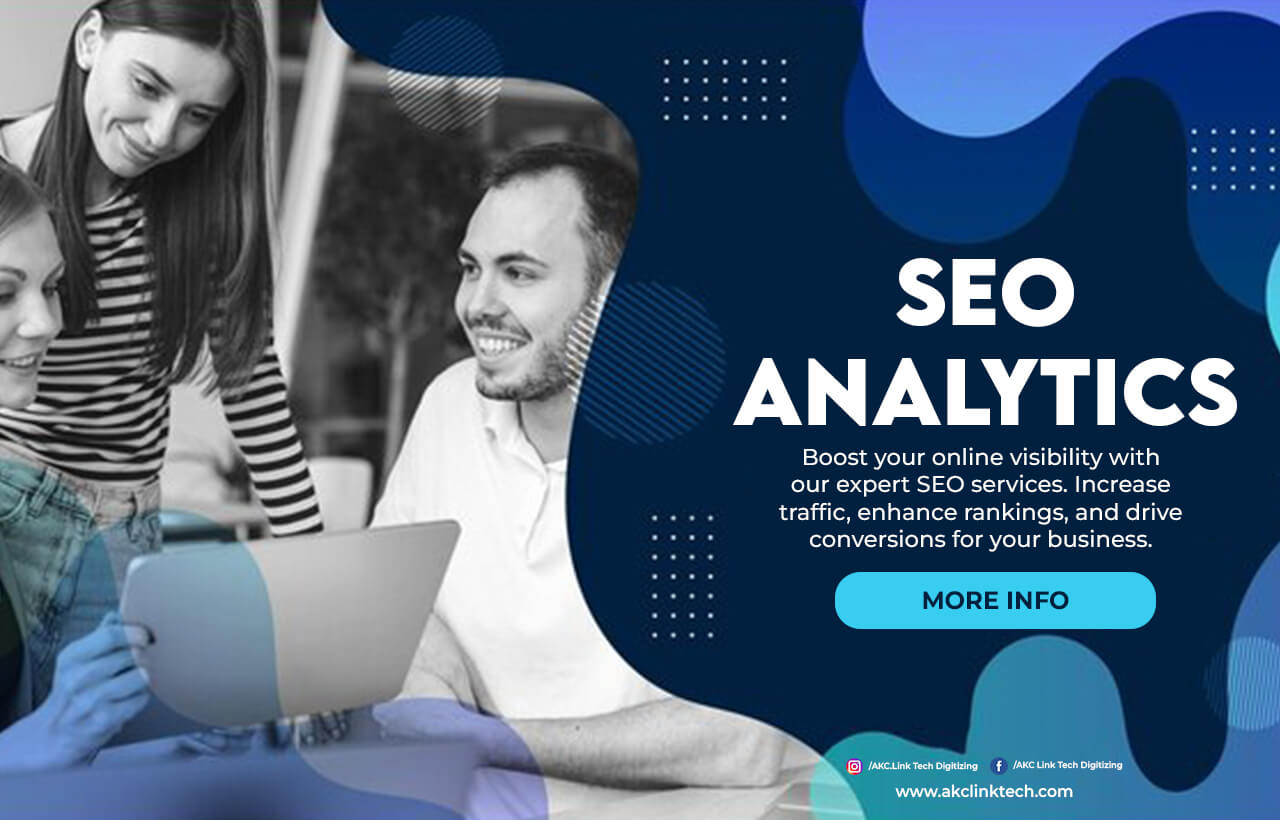 SEO
ANALYTICS
Boost your online visibility with
our expert SEO services. Increase
traffic, enhance rankings, and drive
conversions for your business.
MORE INFO
/AKC.Link Tech Digitizing
/AKC Link Tech Digitizing
www.akclinktech.com